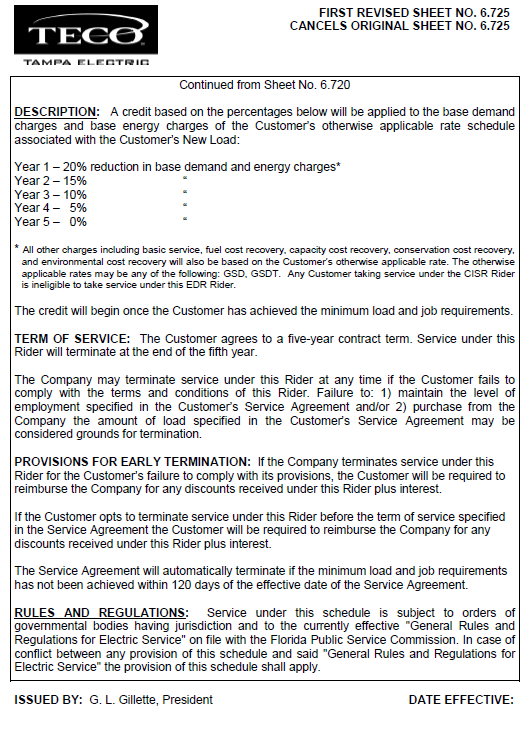 TECO
TAMPA ELECTRIC
FIRST REVISED SHEET NO. 6.725
CANCELS ORIGINAL SHEET NO. 6.725
Continued from Sheet No. 6.720
DESCRIPTION: A credit based on the percentages below will be applied to the base demand
charges and base energy charges of the Customer's otherwise applicable rate schedule
associated with the Customer's New Load:
Year 1 – 20% reduction in base demand and energy charges*
Year 2 – 15% “
Year 3 – 10% “
Year 4 – 5% “
Year 5 – 0% “
* All other charges including basic service, fuel cost recovery, capacity cost recovery, conservation cost recovery,
and environmental cost recovery will also be based on the Customer's otherwise applicable rate. The otherwise
applicable rates may be any of the following: GSD, GSDT. Any Customer taking service under the CISR Rider
is ineligible to take service under this EDR Rider.
The credit will begin once the Customer has achieved the minimum load and job requirements.
TERM OF SERVICE: The Customer agrees to a five-year contract term. Service under this
Rider will terminate at the end of the fifth year.
The Company may terminate service under this Rider at any time if the Customer fails to
comply with the terms and conditions of this Rider. Failure to: 1) maintain the level of
employment specified in the Customer's Service Agreement and/or 2) purchase from the
Company the amount of load specified in the Customer's Service Agreement may be
considered grounds for termination.
PROVISIONS FOR EARLY TERMINATION: If the Company terminates service under this
Rider for the Customer's failure to comply with its provisions, the Customer will be required to
reimburse the Company for any discounts received under this Rider plus interest.
If the Customer opts to terminate service under this Rider before the term of service specified
in the Service Agreement the Customer will be required to reimburse the Company for any
discounts received under this Rider plus interest.
The Service Agreement will automatically terminate if the minimum load and job requirements
has not been achieved within 120 days of the effective date of the Service Agreement.
RULES AND REGULATIONS: Service under this schedule is subject to orders of
governmental bodies having jurisdiction and to the currently effective "General Rules and
Regulations for Electric Service" on file with the Florida Public Service Commission. In case of
conflict between any provision of this schedule and said "General Rules and Regulations for
Electric Service" the provision of this schedule shall apply.
ISSUED BY: G. L. Gillette, President
DATE EFFECTIVE: